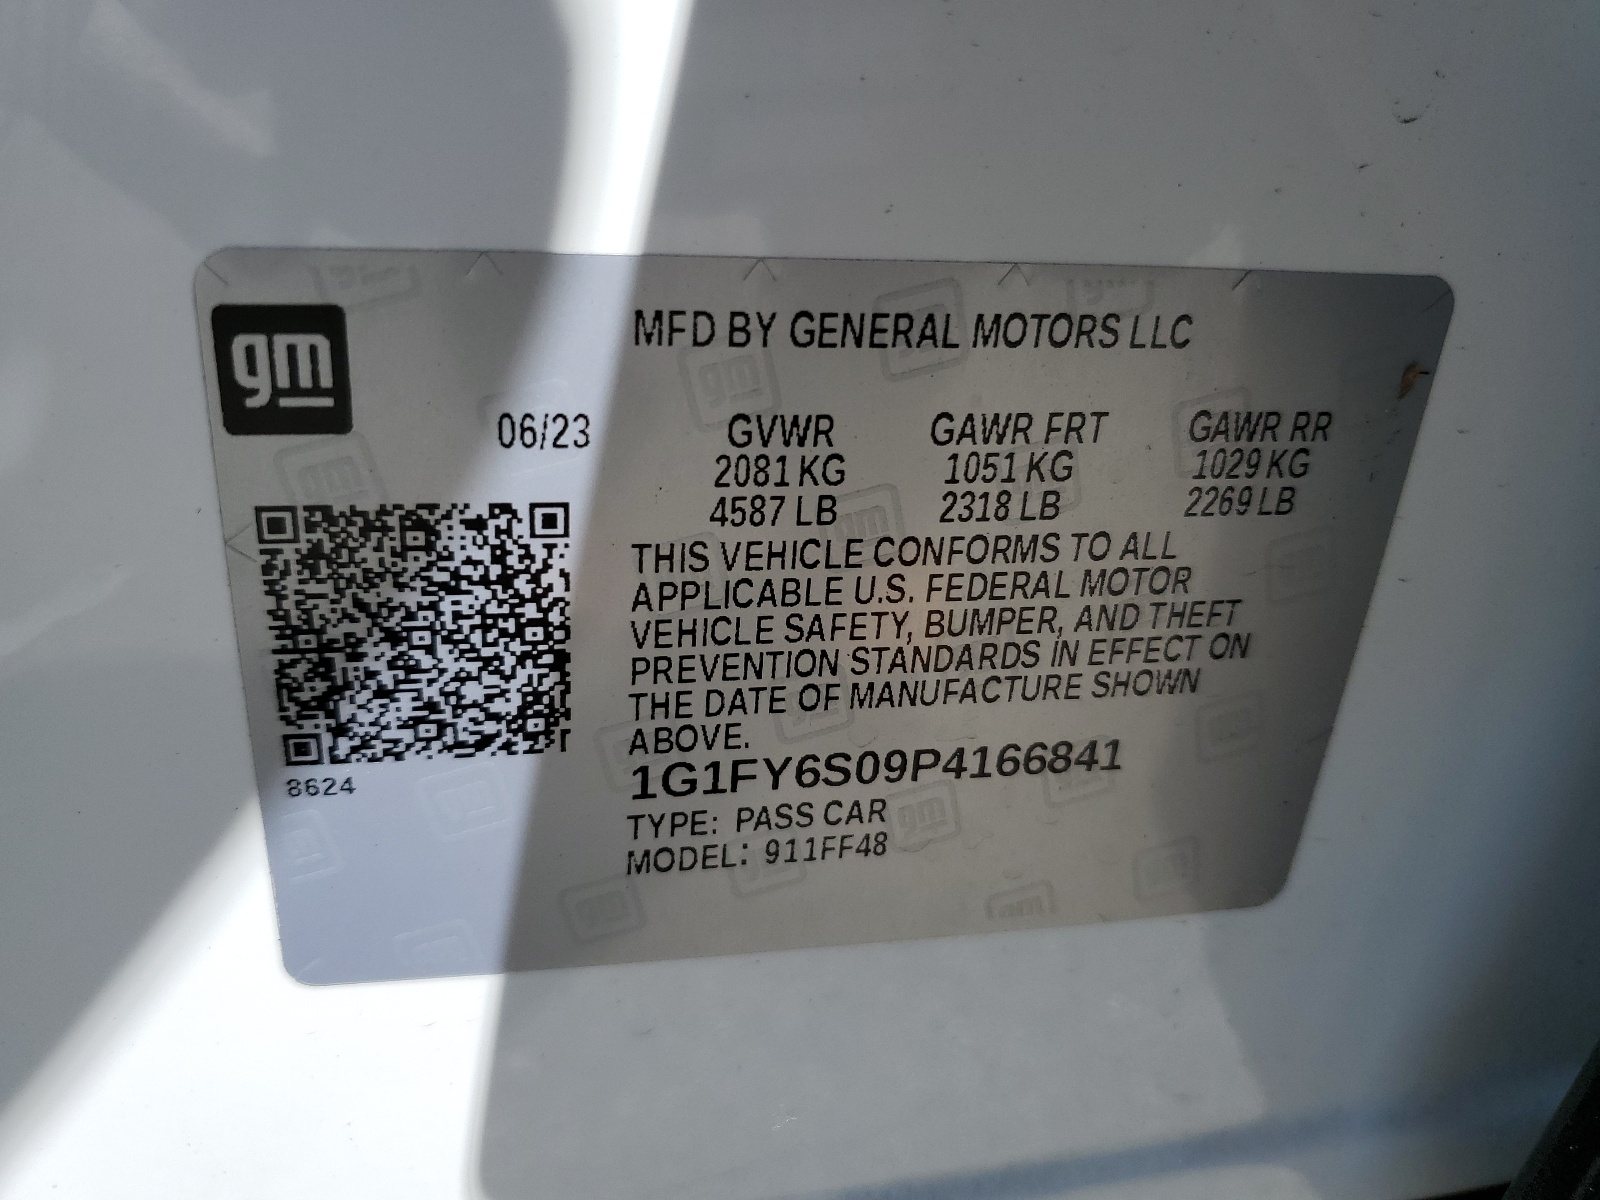 gm
MFD BY GENERAL MOTORS LLC
06/23
GVWR GAWR FRT GAWR RR
2081 KG 1051 KG 1029 KG
4587 LB 2318 LB 2269 LB
THIS VEHICLE CONFORMS TO ALL
APPLICABLE U.S. FEDERAL MOTOR
VEHICLE SAFETY, BUMPER, AND THEFT
PREVENTION STANDARDS IN EFFECT ON
THE DATE OF MANUFACTURE SHOWN
ABOVE.
1G1FY6S09P4166841
8624
TYPE: PASS CAR
MODEL: 911FF48